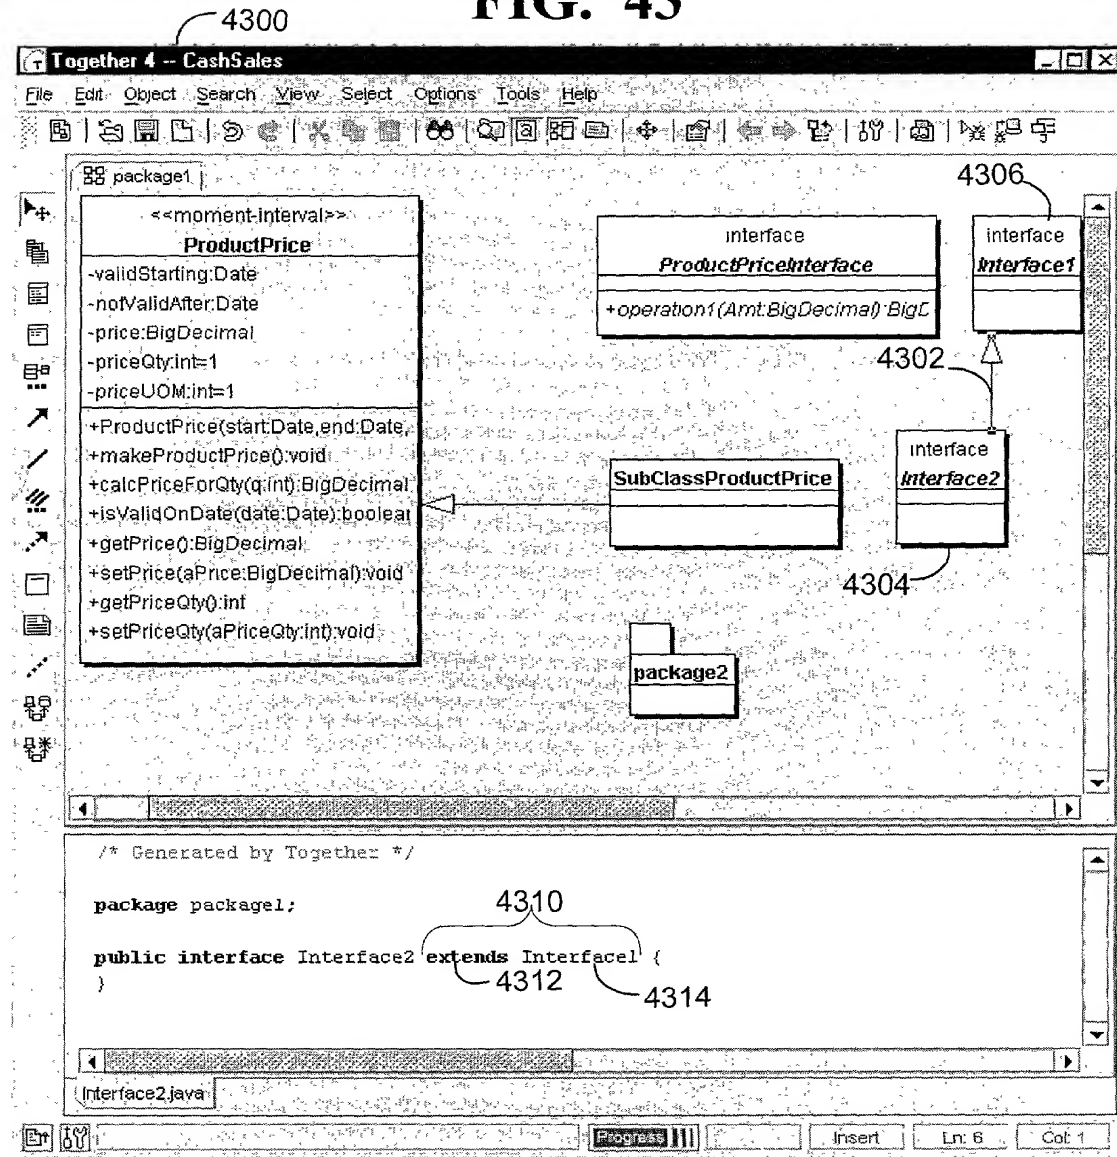 FIG. 43
4300
Together 4 -- CashSales
File Edit Object Search View Select Options Tools Help
package1
4306
<<moment-interval>>
ProductPrice
-validStarting:Date
-notValidAfter:Date
-price:BigDecimal
-priceQty:int=1
-priceUOM:int=1
+ProductPrice(start:Date,end:Date,
+makeProductPrice():void
+calcPriceForQty(q:int):BigDecimal
+isValidOnDate(date:Date):boolear
+getPrice():BigDecimal
+setPrice(aPrice:BigDecimal):void
+getPriceQty():int
+setPriceQty(aPriceQty:int):void
interface
ProductPriceInterface
+operation1(Amt:BigDecimal):BigD
interface
Interface1
4302
SubClassProductPrice
interface
Interface2
4304
package2
/* Generated by Together */
package package1;
4310
public interface Interface2 extends Interface1 {
}
4312
4314
Interface2.java
Progress
Insert
Ln: 6
Col: 1